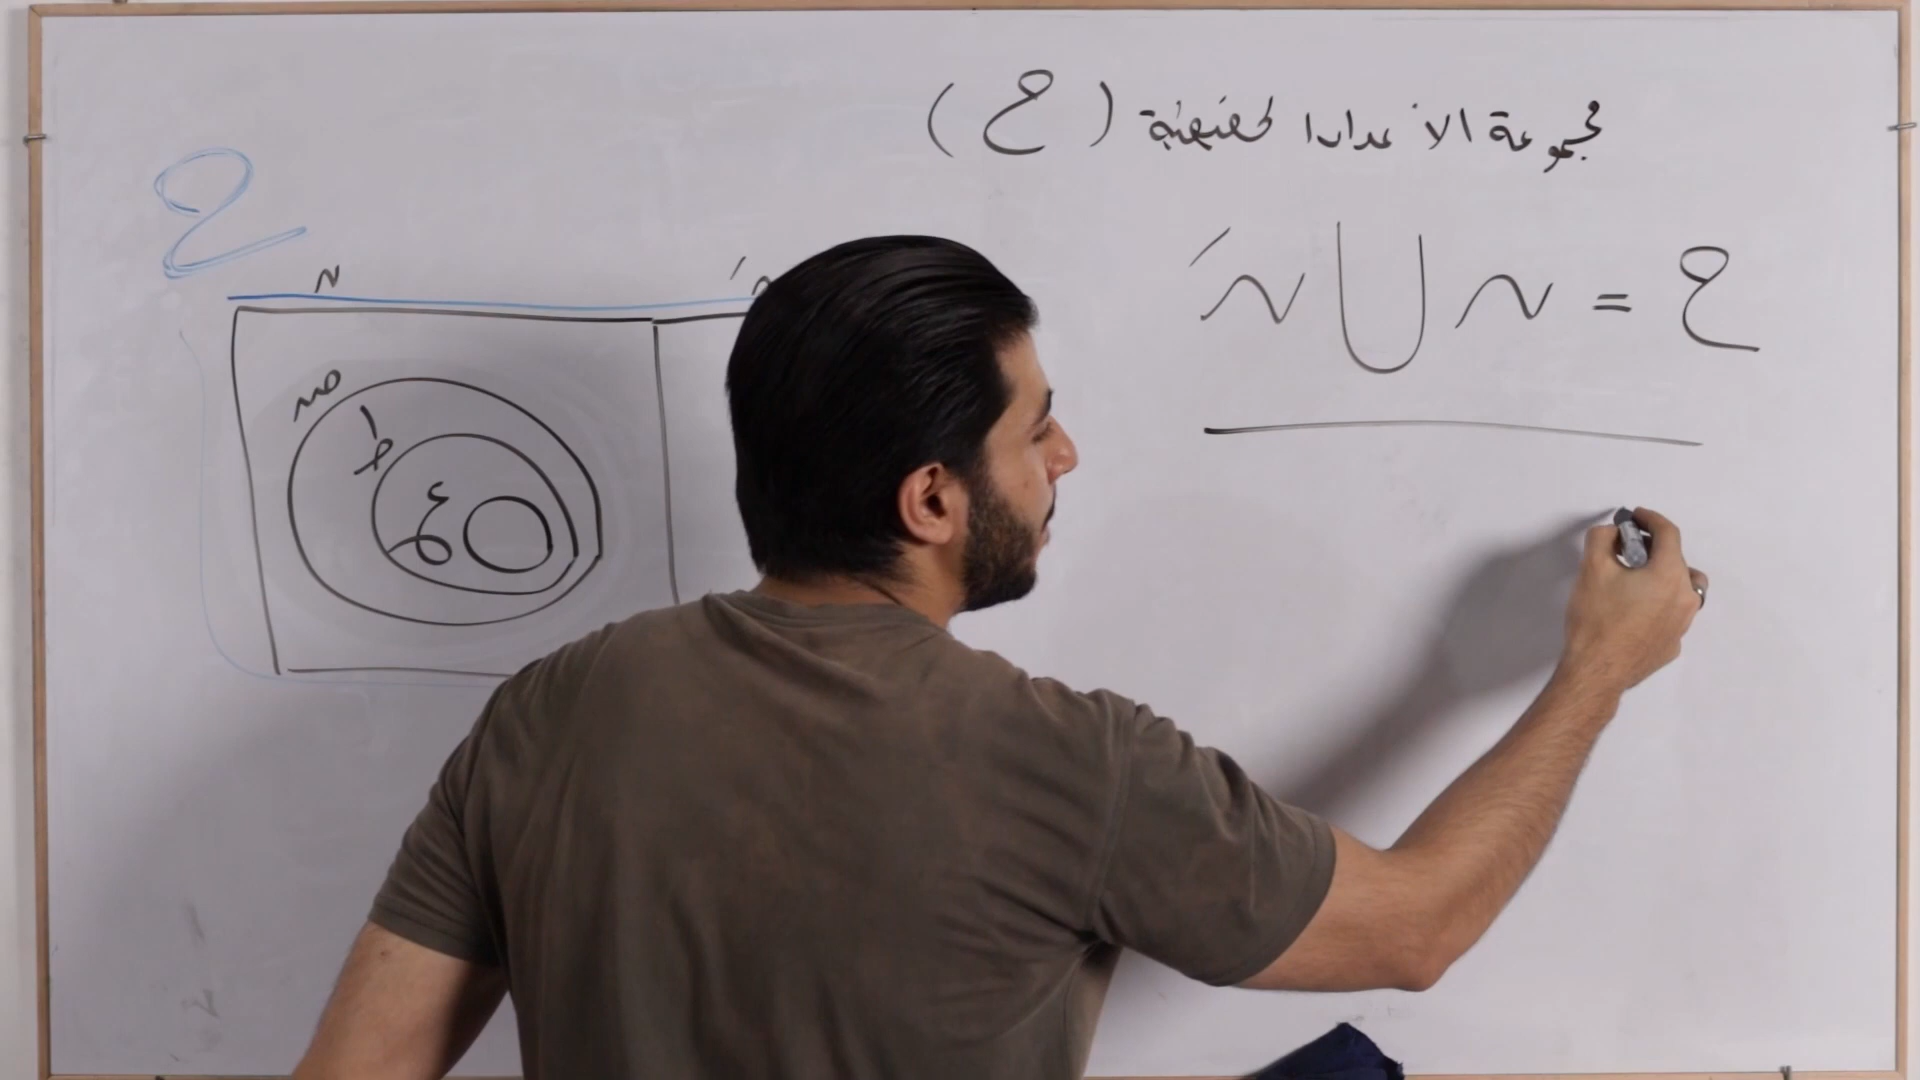 مجموعة الأعداد الحقيقية (ح)
ح = ن ∪ نَ
ح
ن
نَ
ص
ط
ع